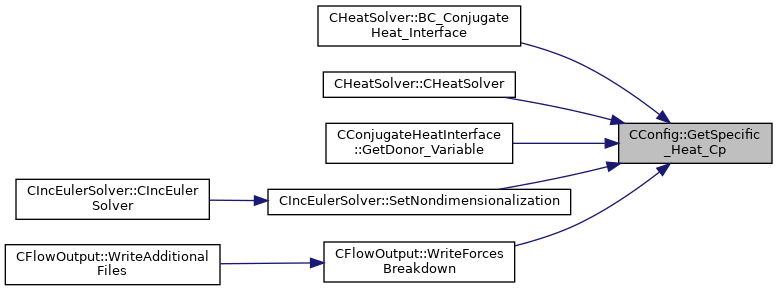 CHeatSolver::BC_Conjugate
Heat_Interface
CHeatSolver::CHeatSolver
CConfig::GetSpecific
_Heat_Cp
CConjugateHeatInterface
::GetDonor_Variable
CIncEulerSolver::CIncEuler
Solver
CIncEulerSolver::SetNondimensionalization
CFlowOutput::WriteAdditional
Files
CFlowOutput::WriteForces
Breakdown